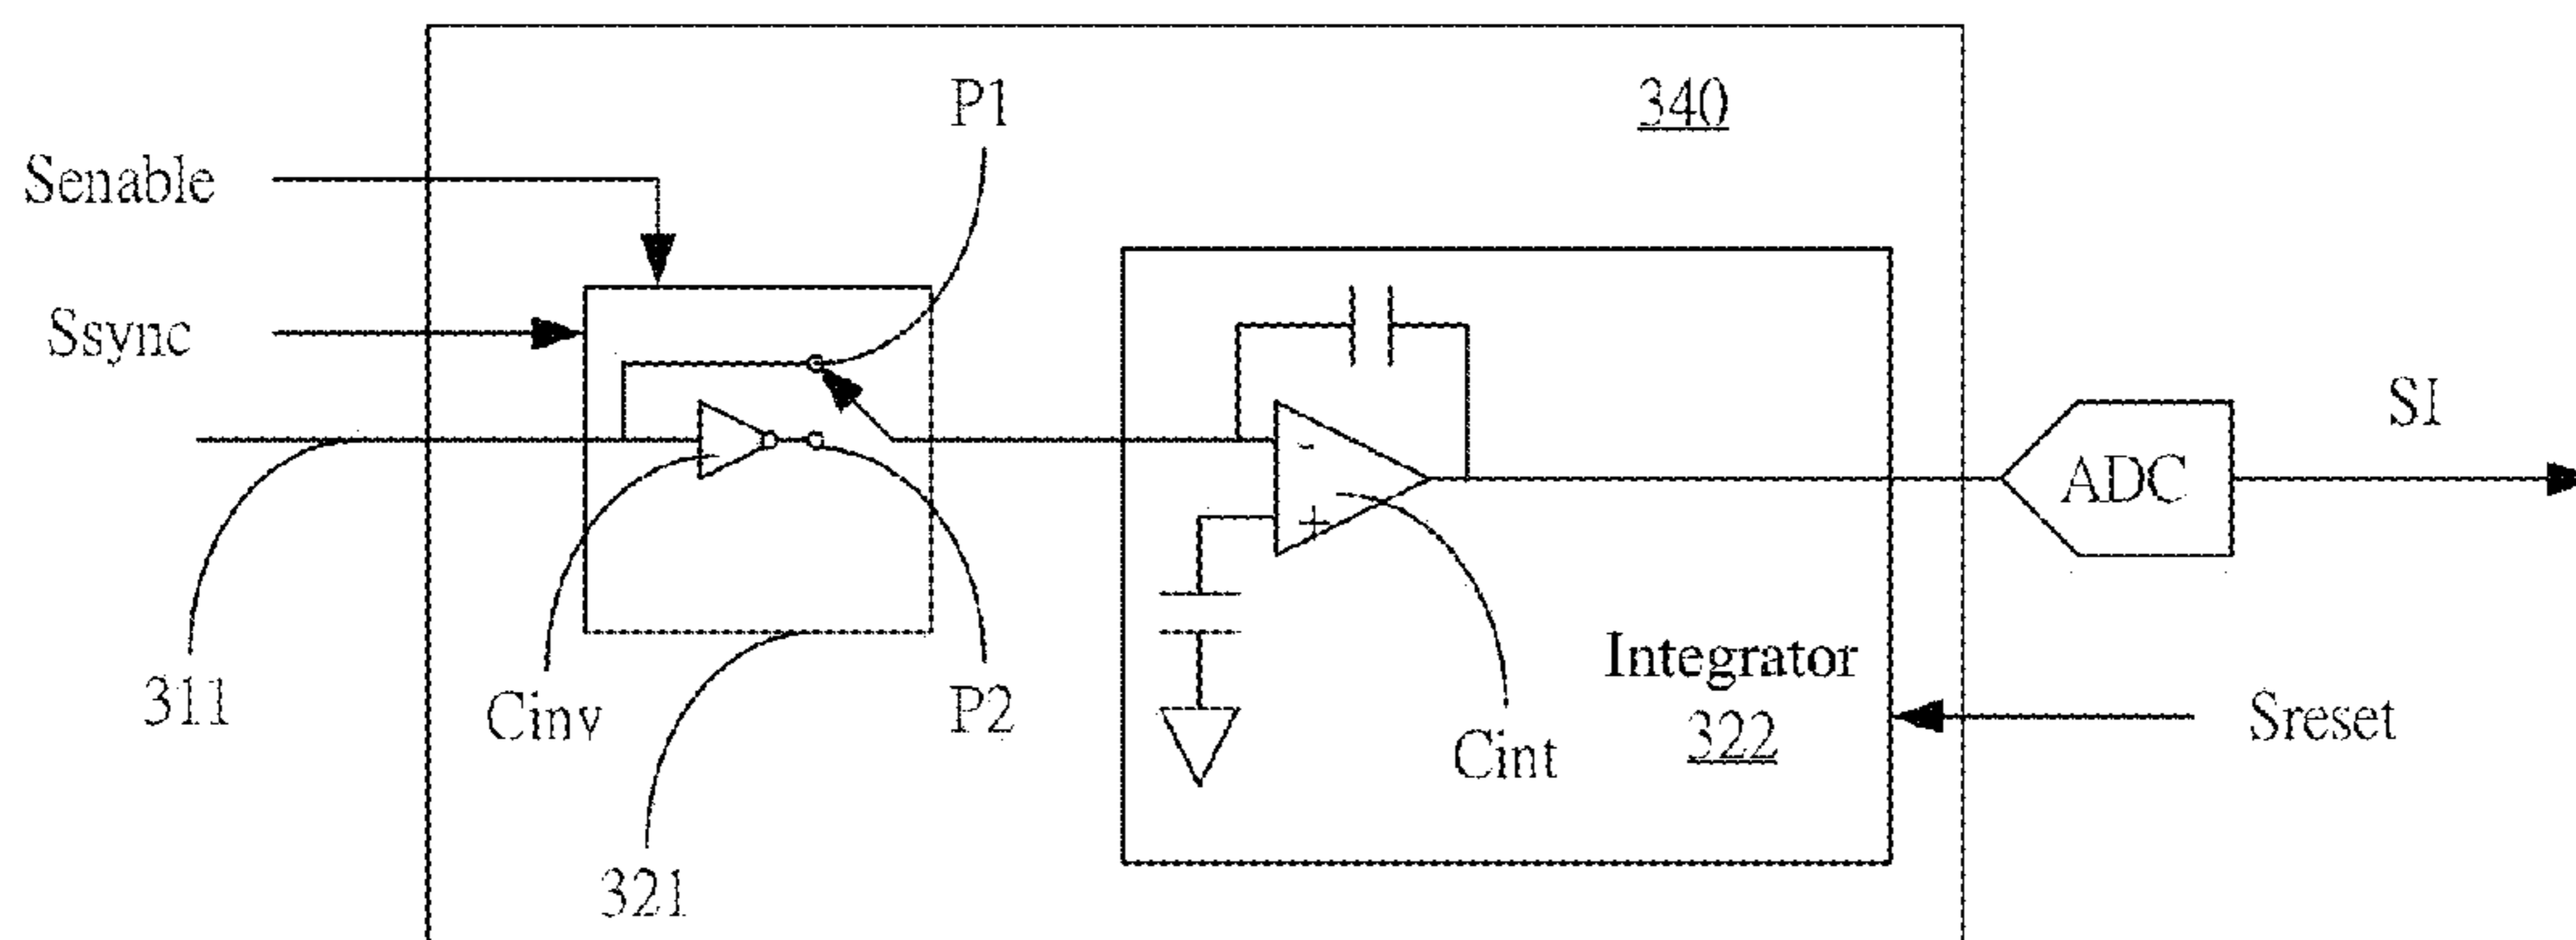 340
P1
Senable
Ssync
SI
-
+
ADC
311
Cinv
P2
Integrator
322
Cint
Sreset
321